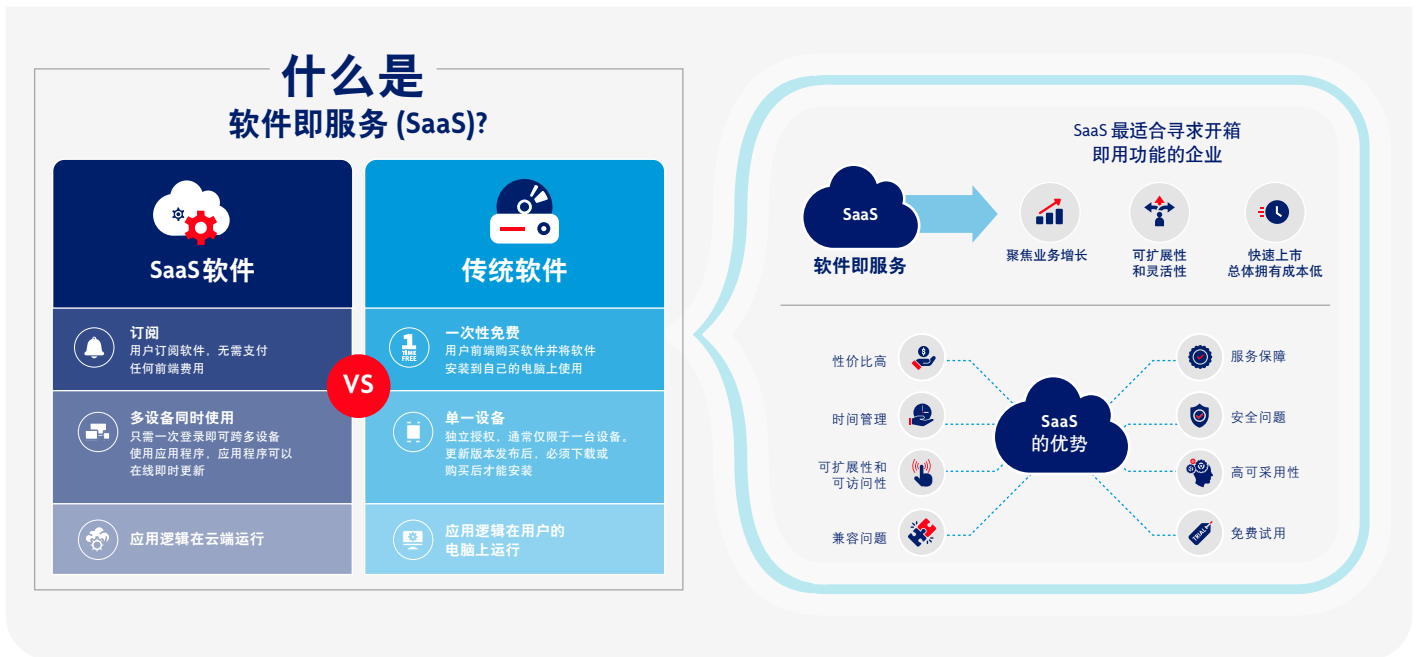 什么是
软件即服务 (SaaS)?
SaaS 软件
订阅
用户订阅软件，无需支付
任何前端费用
多设备同时使用
只需一次登录即可跨多设备
使用应用程序，应用程序可以
在线即时更新
应用逻辑在云端运行
VS
传统软件
1
TIME
FREE
一次性免费
用户前端购买软件并将软件
安装到自己的电脑上使用
单一设备
独立授权，通常仅限于一台设备。
更新版本发布后，必须下载或
购买后才能安装
应用逻辑在用户的
电脑上运行
SaaS 最适合寻求开箱
即用功能的企业
SaaS
软件即服务
聚焦业务增长
可扩展性
和灵活性
快速上市
总体拥有成本低
性价比高
时间管理
可扩展性和
可访问性
兼容问题
SaaS
的优势
服务保障
安全问题
高可采用性
TRIAL
免费试用